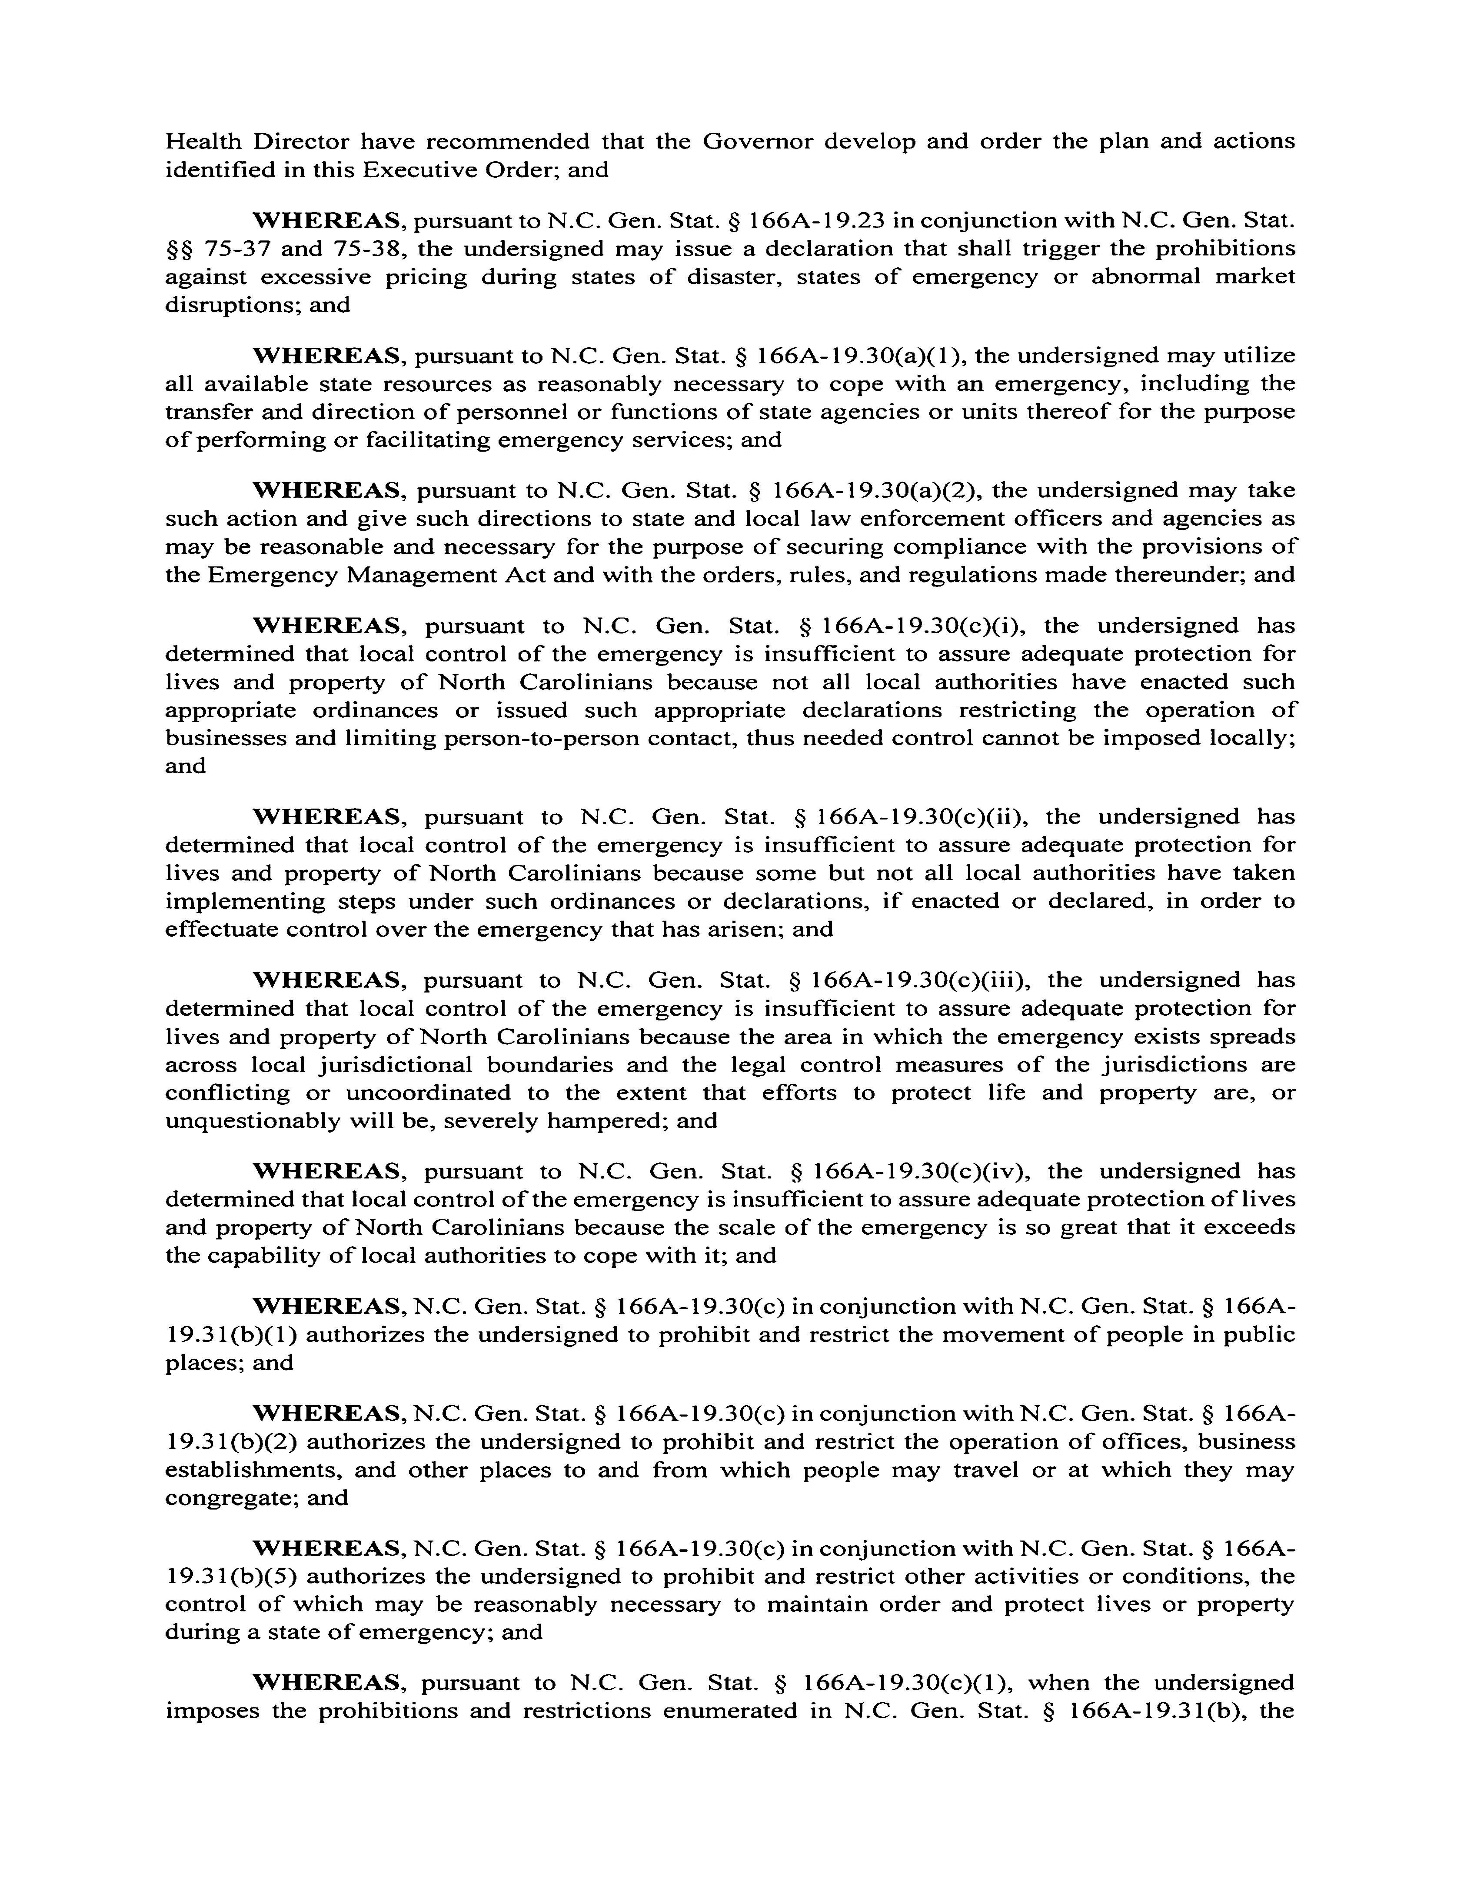 Health Director have recommended that the Governor develop and order the plan and actions
identified in this Executive Order; and
WHEREAS, pursuant to N.C. Gen. Stat. § 166A-19.23 in conjunction with N.C. Gen. Stat.
§§ 75-37 and 75-38, the undersigned may issue a declaration that shall trigger the prohibitions
against excessive pricing during states of disaster, states of emergency or abnormal market
disruptions; and
WHEREAS, pursuant to N.C. Gen. Stat. § 166A-19.30(a)(1), the undersigned may utilize
all available state resources as reasonably necessary to cope with an emergency, including the
transfer and direction of personnel or functions of state agencies or units thereof for the purpose
of performing or facilitating emergency services; and
WHEREAS, pursuant to N.C. Gen. Stat. § 166A-19.30(a)(2), the undersigned may take
such action and give such directions to state and local law enforcement officers and agencies as
may be reasonable and necessary for the purpose of securing compliance with the provisions of
the Emergency Management Act and with the orders, rules, and regulations made thereunder; and
WHEREAS, pursuant to N.C. Gen. Stat. § 166A-19.30(c)(i), the undersigned has
determined that local control of the emergency is insufficient to assure adequate protection for
lives and property of North Carolinians because not all local authorities have enacted such
appropriate ordinances or issued such appropriate declarations restricting the operation of
businesses and limiting person-to-person contact, thus needed control cannot be imposed locally;
and
WHEREAS, pursuant to N.C. Gen. Stat. § 166A-19.30(c)(ii), the undersigned has
determined that local control of the emergency is insufficient to assure adequate protection for
lives and property of North Carolinians because some but not all local authorities have taken
implementing steps under such ordinances or declarations, if enacted or declared, in order to
effectuate control over the emergency that has arisen; and
WHEREAS, pursuant to N.C. Gen. Stat. § 166A-19.30(c)(iii), the undersigned has
determined that local control of the emergency is insufficient to assure adequate protection for
lives and property of North Carolinians because the area in which the emergency exists spreads
across local jurisdictional boundaries and the legal control measures of the jurisdictions are
conflicting or uncoordinated to the extent that efforts to protect life and property are, or
unquestionably will be, severely hampered; and
WHEREAS, pursuant to N.C. Gen. Stat. § 166A-19.30(c)(iv), the undersigned has
determined that local control of the emergency is insufficient to assure adequate protection of lives
and property of North Carolinians because the scale of the emergency is so great that it exceeds
the capability of local authorities to cope with it; and
WHEREAS, N.C. Gen. Stat. § 166A-19.30(c) in conjunction with N.C. Gen. Stat. § 166A-
19.31(b)(1) authorizes the undersigned to prohibit and restrict the movement of people in public
places; and
WHEREAS, N.C. Gen. Stat. § 166A-19.30(c) in conjunction with N.C. Gen. Stat. § 166A-
19.31(b)(2) authorizes the undersigned to prohibit and restrict the operation of offices, business
establishments, and other places to and from which people may travel or at which they may
congregate; and
WHEREAS, N.C. Gen. Stat. § 166A-19.30(c) in conjunction with N.C. Gen. Stat. § 166A-
19.31(b)(5) authorizes the undersigned to prohibit and restrict other activities or conditions, the
control of which may be reasonably necessary to maintain order and protect lives or property
during a state of emergency; and
WHEREAS, pursuant to N.C. Gen. Stat. § 166A-19.30(c)(1), when the undersigned
imposes the prohibitions and restrictions enumerated in N.C. Gen. Stat. § 166A-19.31(b), the